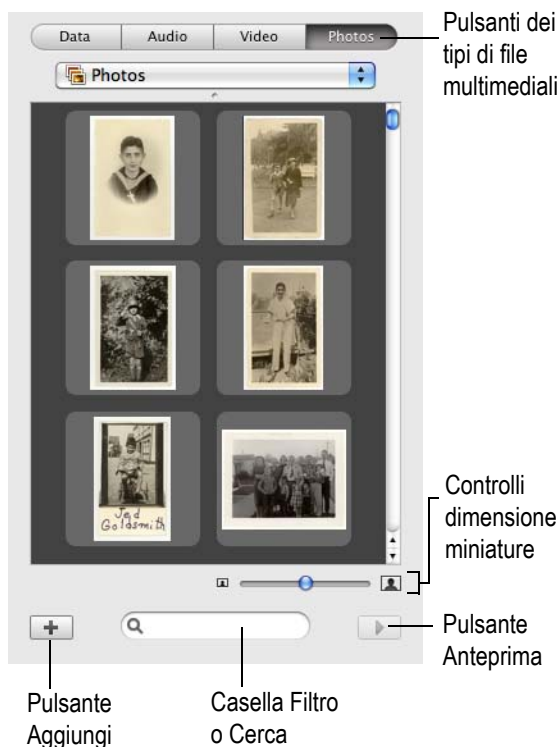 Data Audio Video Photos
Pulsanti dei
tipi di file
multimediali
Photos
Jed
Goldsmith
Controlli
dimensione
miniature
Pulsante
Anteprima
Pulsante
Aggiungi
Casella Filtro
o Cerca